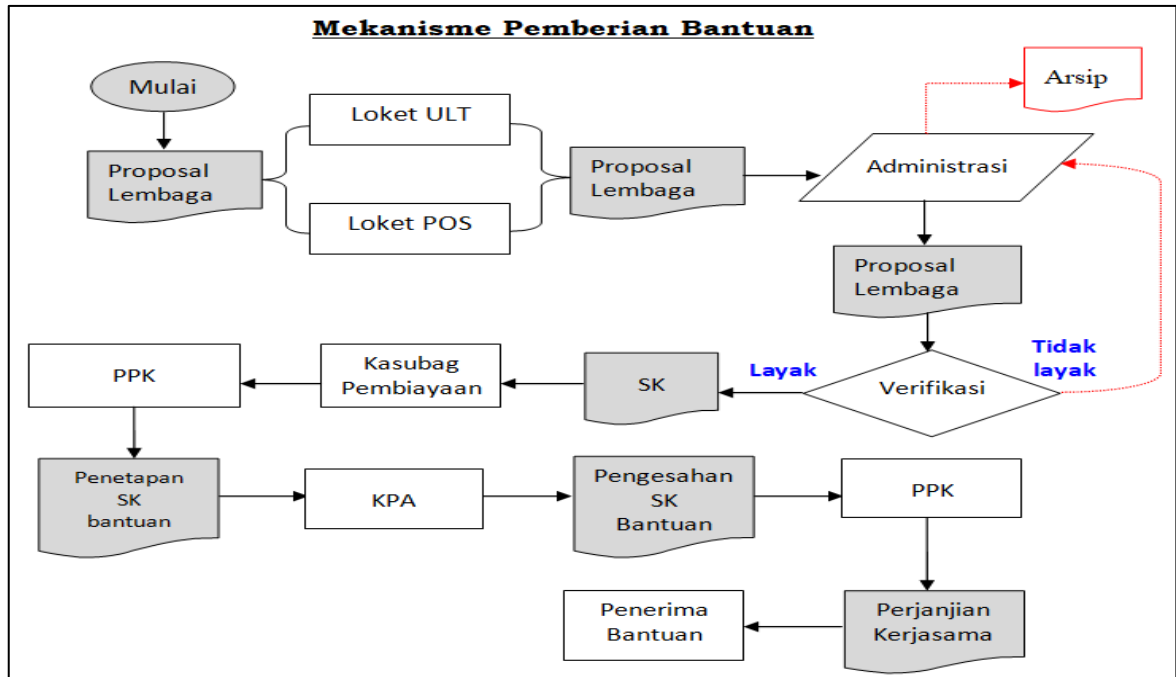 Mekanisme Pemberian Bantuan
Mulai
Arsip
Loket ULT
Proposal
Lembaga
Loket POS
Proposal
Lembaga
Administrasi
Proposal
Lembaga
Verifikasi
Tidak
layak
Layak
SK
Kasubag
Pembiayaan
PPK
Penetapan
SK
bantuan
KPA
Pengesahan
SK
Bantuan
PPK
Perjanjian
Kerjasama
Penerima
Bantuan